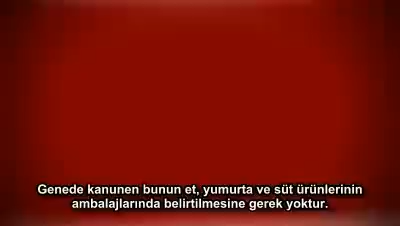 Genede kanunen bunun et, yumurta ve süt ürünlerinin
ambalajlarında belirtilmesine gerek yoktur.